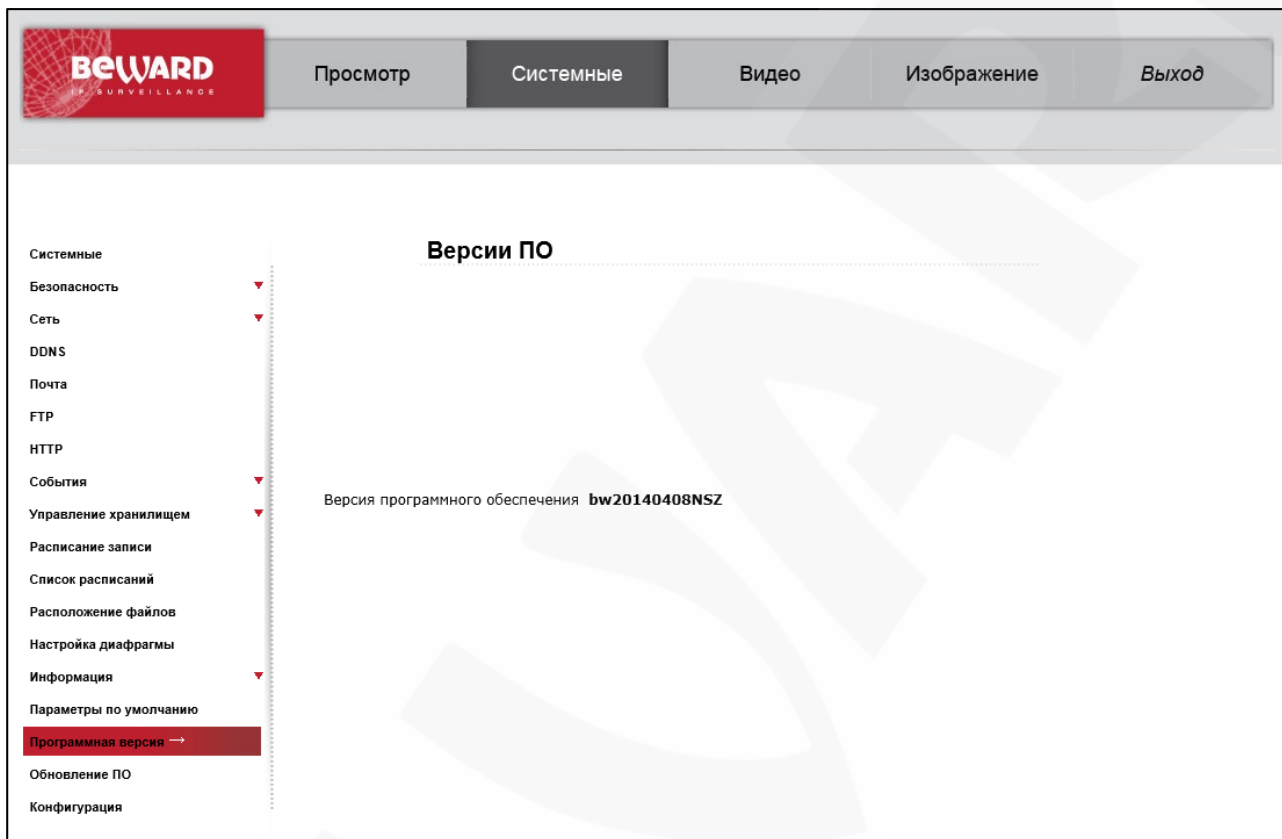 BEWARD
IP SURVEILLANCE
Просмотр
Системные
Видео
Изображение
Выход
Версии ПО
Системные
Безопасность
Сеть
DDNS
Почта
FTP
HTTP
События
Управление хранилищем
Расписание записи
Список расписаний
Расположение файлов
Настройка диафрагмы
Информация
Параметры по умолчанию
Программная версия →
Обновление ПО
Конфигурация
Версия программного обеспечения bw20140408NSZ